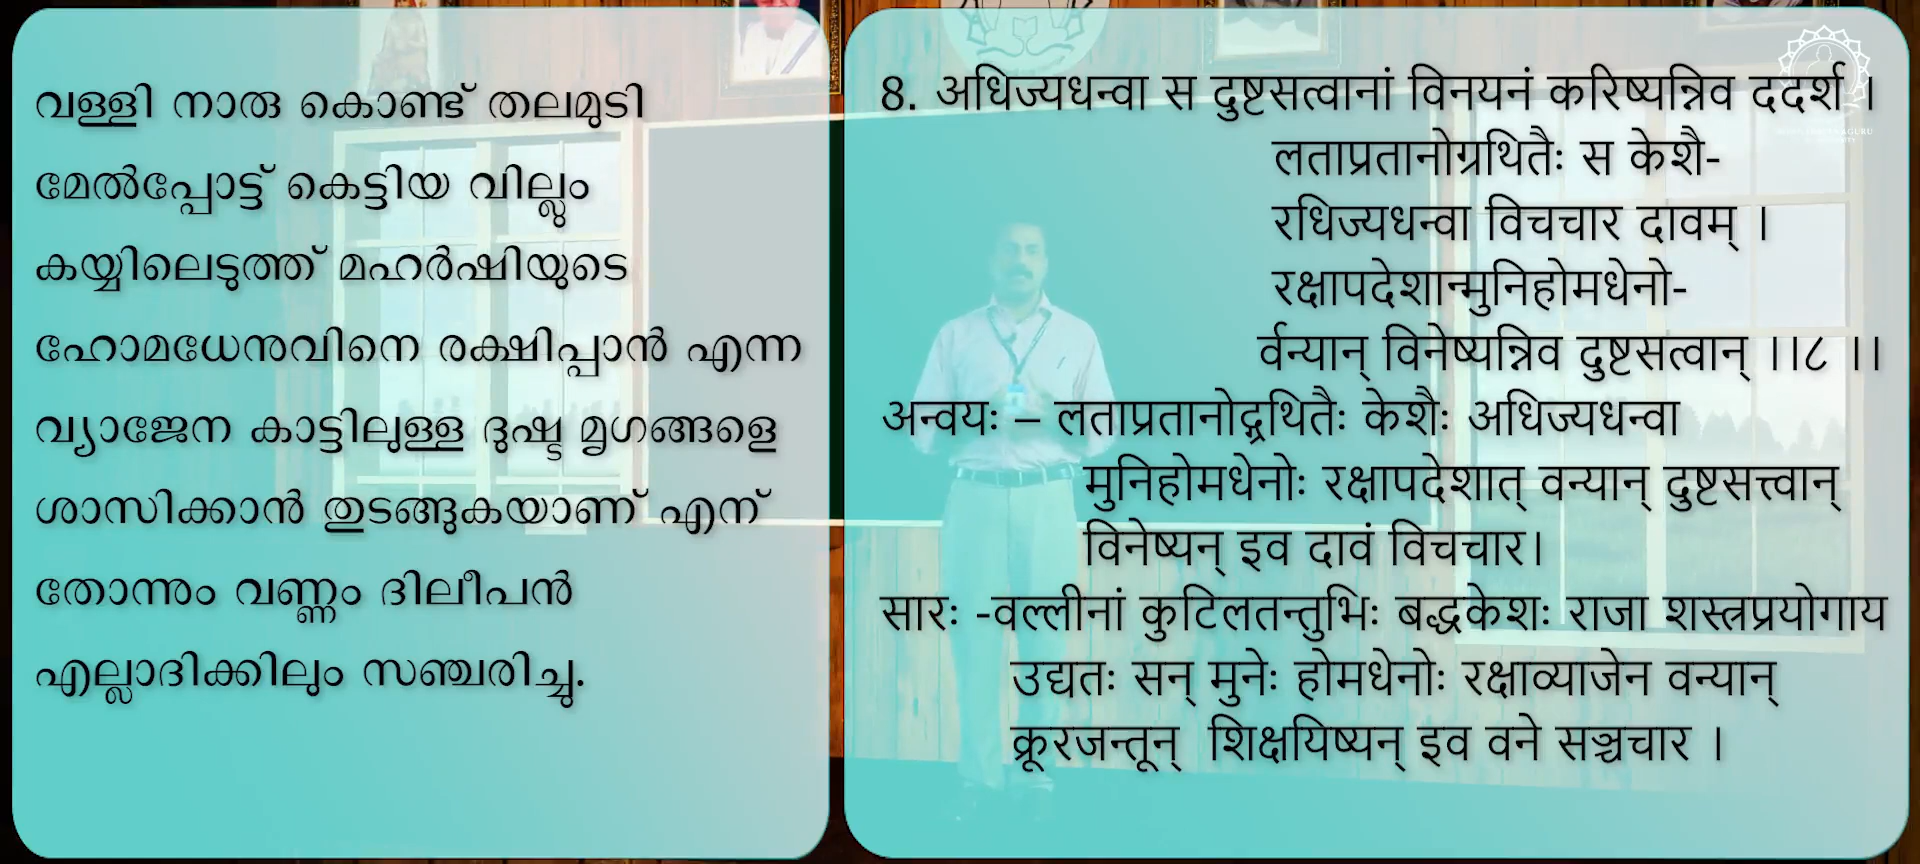 വള്ളി നാരു കൊണ്ട് തലമുടി
മേൽപ്പോട്ട് കെട്ടിയ വില്ലും
കയ്യിലെടുത്ത് മഹർഷിയുടെ
ഹോമധേനുവിനെ രക്ഷിപ്പാൻ എന്ന
വ്യാജേന കാട്ടിലുള്ള ദുഷ്ട മൃഗങ്ങളെ
ശാസിക്കാൻ തുടങ്ങുകയാണ് എന്
തോന്നും വണ്ണം ദിലീപൻ
എല്ലാദിക്കിലും സഞ്ചരിച്ചു.
8. अधिज्यधन्वा स दुष्टसत्वानां विनयनं करिष्यन्निव ददर्श ।
लताप्रतानोग्रथितैः स केशै-
रधिज्यधन्वा विचचार दावम् ।
रक्षापदेशान्मुनिहोमधेनो-
र्वन्यान् विनेष्यन्निव दुष्टसत्वान् ।।८ ।।
अन्वयः – लताप्रतानोद्ग्रथितैः केशैः अधिज्यधन्वा
मुनिहोमधेनोः रक्षापदेशात् वन्यान् दुष्टसत्त्वान्
विनेष्यन् इव दावं विचचार।
सारः -वल्लीनां कुटिलतन्तुभिः बद्धकेशः राजा शस्त्रप्रयोगाय
उद्यतः सन् मुनेः होमधेनोः रक्षाव्याजेन वन्यान्
क्रूरजन्तून् शिक्षयिष्यन् इव वने सञ्चचार ।